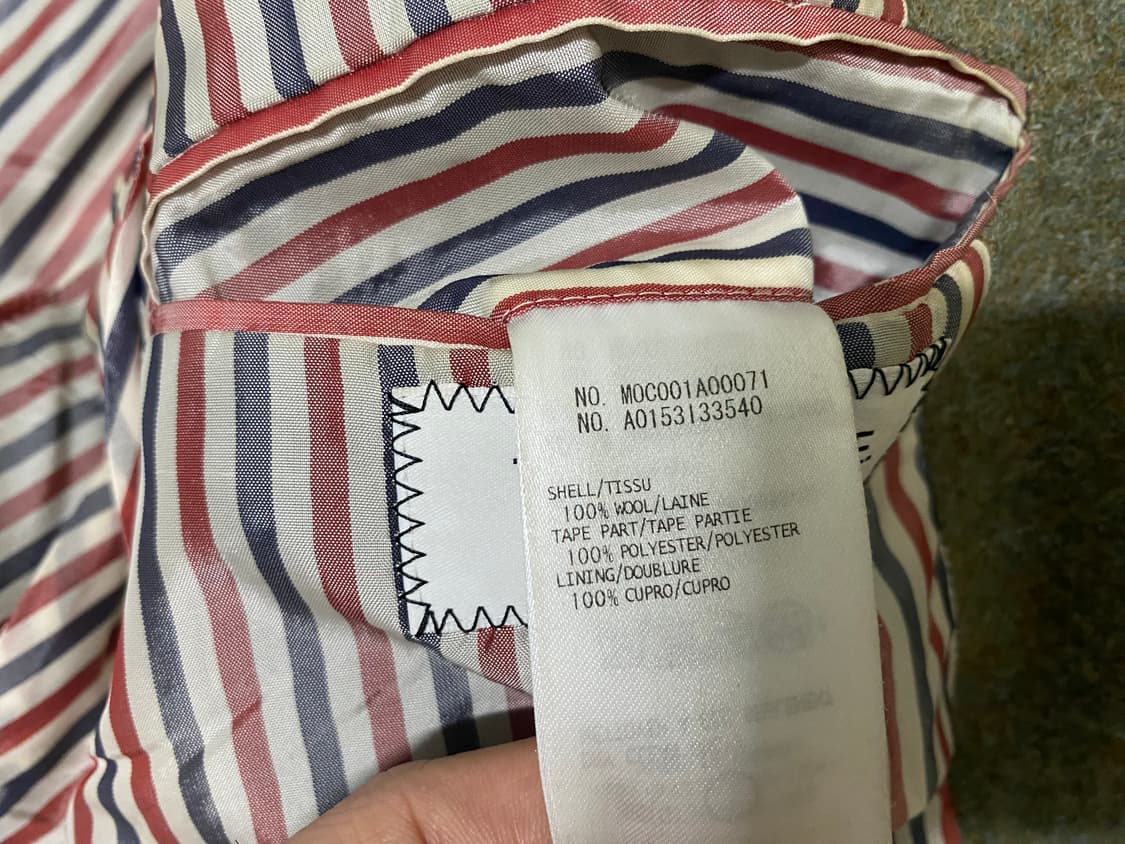 NO. MOC001A00071
NO. A0153133540
SHELL/TISSU
100% WOOL/LAINE
TAPE PART/TAPE PARTIE
100% POLYESTER/POLYESTER
LINING/DOUBLURE
100% CUPRO/CUPRO
E